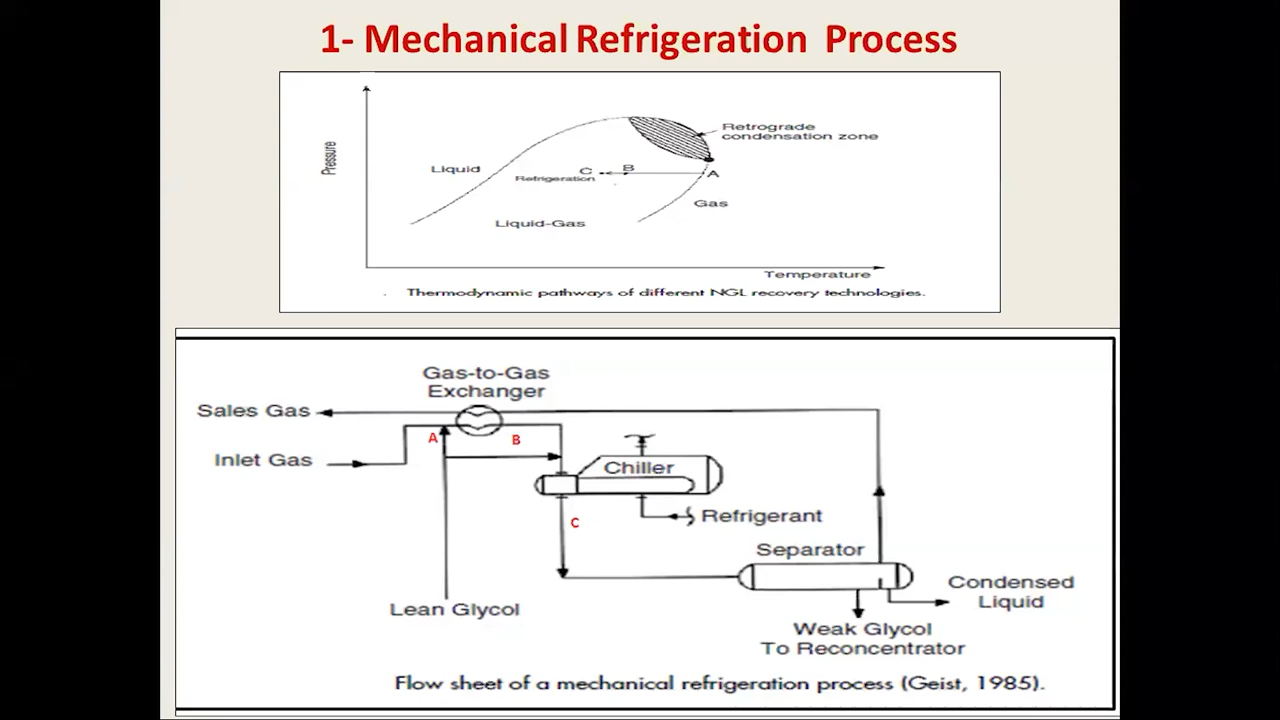 1- Mechanical Refrigeration Process
Pressure
Retrograde
condensation zone
Liquid
C
B
A
Refrigeration
Gas
Liquid-Gas
Temperature
Thermodynamic pathways of different NGL recovery technologies.
Gas-to-Gas
Exchanger
Sales Gas
A
B
Inlet Gas
Chiller
C
Refrigerant
Separator
Condensed
Liquid
Lean Glycol
Weak Glycol
To Reconcentrator
Flow sheet of a mechanical refrigeration process (Geist, 1985).